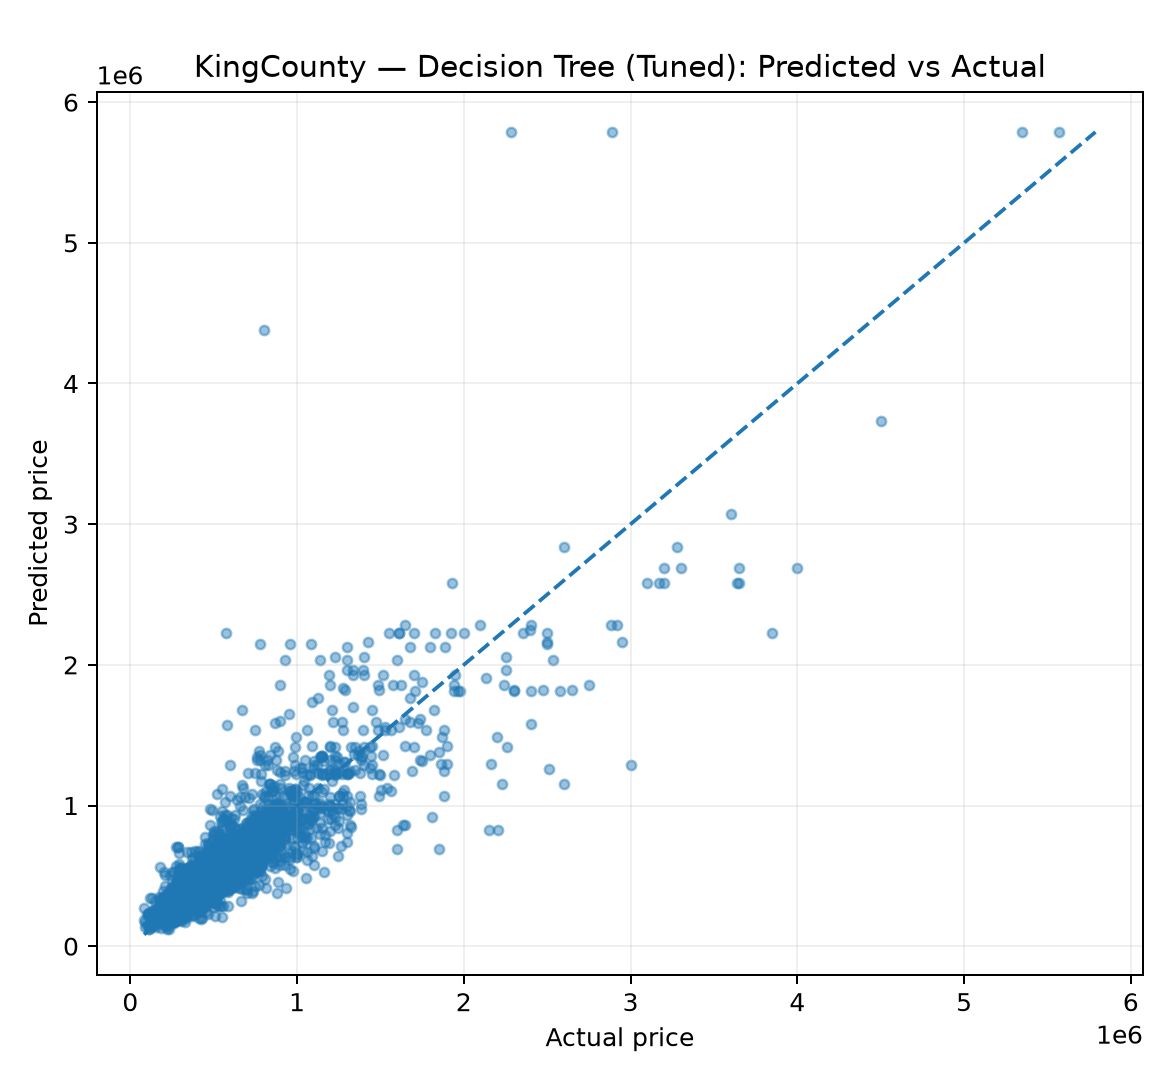 KingCounty — Decision Tree (Tuned): Predicted vs Actual
1e6
6
5
4
3
2
1
0
Predicted price
0 1 2 3 4 5 6
1e6
Actual price